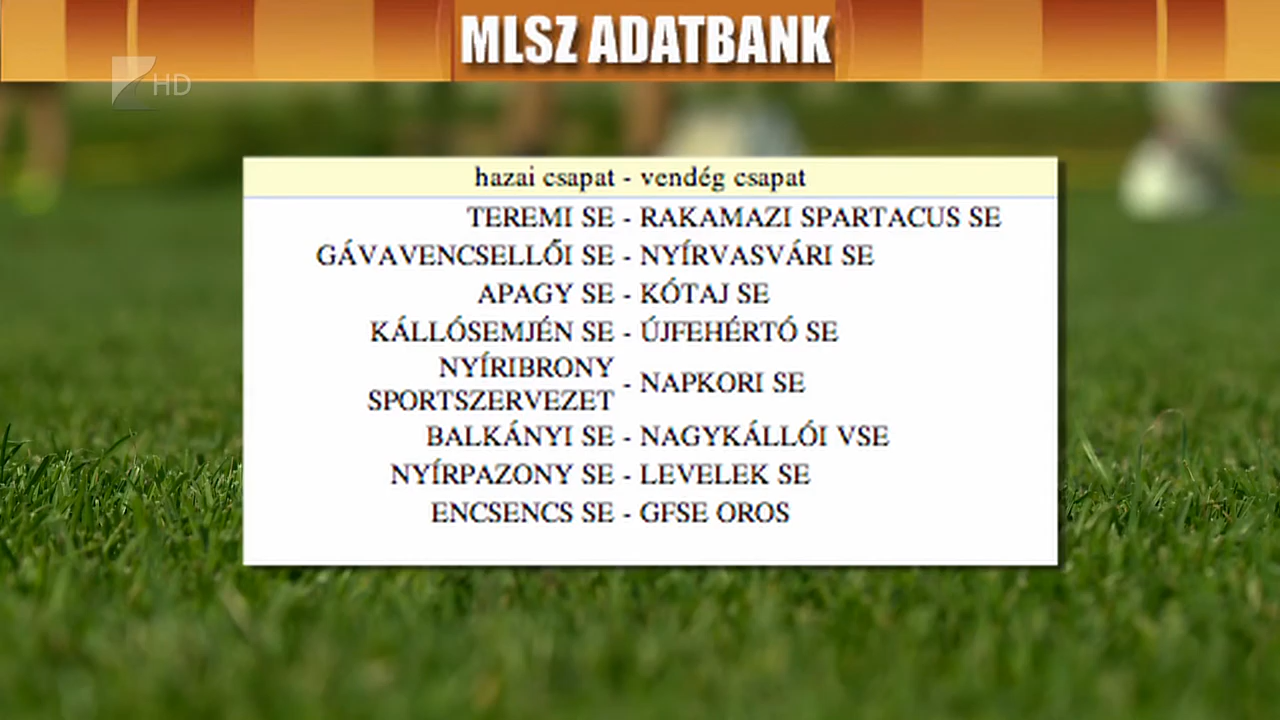 MLSZ ADATBANK
HD
hazai csapat - vendég csapat
TEREMI SE - RAKAMAZI SPARTACUS SE
GÁVAVENCSELLŐI SE - NYÍRVASVÁRI SE
APAGY SE - KÓTAJ SE
KÁLLÓSEMJÉN SE - ÚJFEHÉRTÓ SE
NYÍRIBRONY
SPORTSZERVEZET - NAPKORI SE
BALKÁNYI SE - NAGYKÁLLÓI VSE
NYÍRPAZONY SE - LEVELEK SE
ENCSENCS SE - GFSE OROS